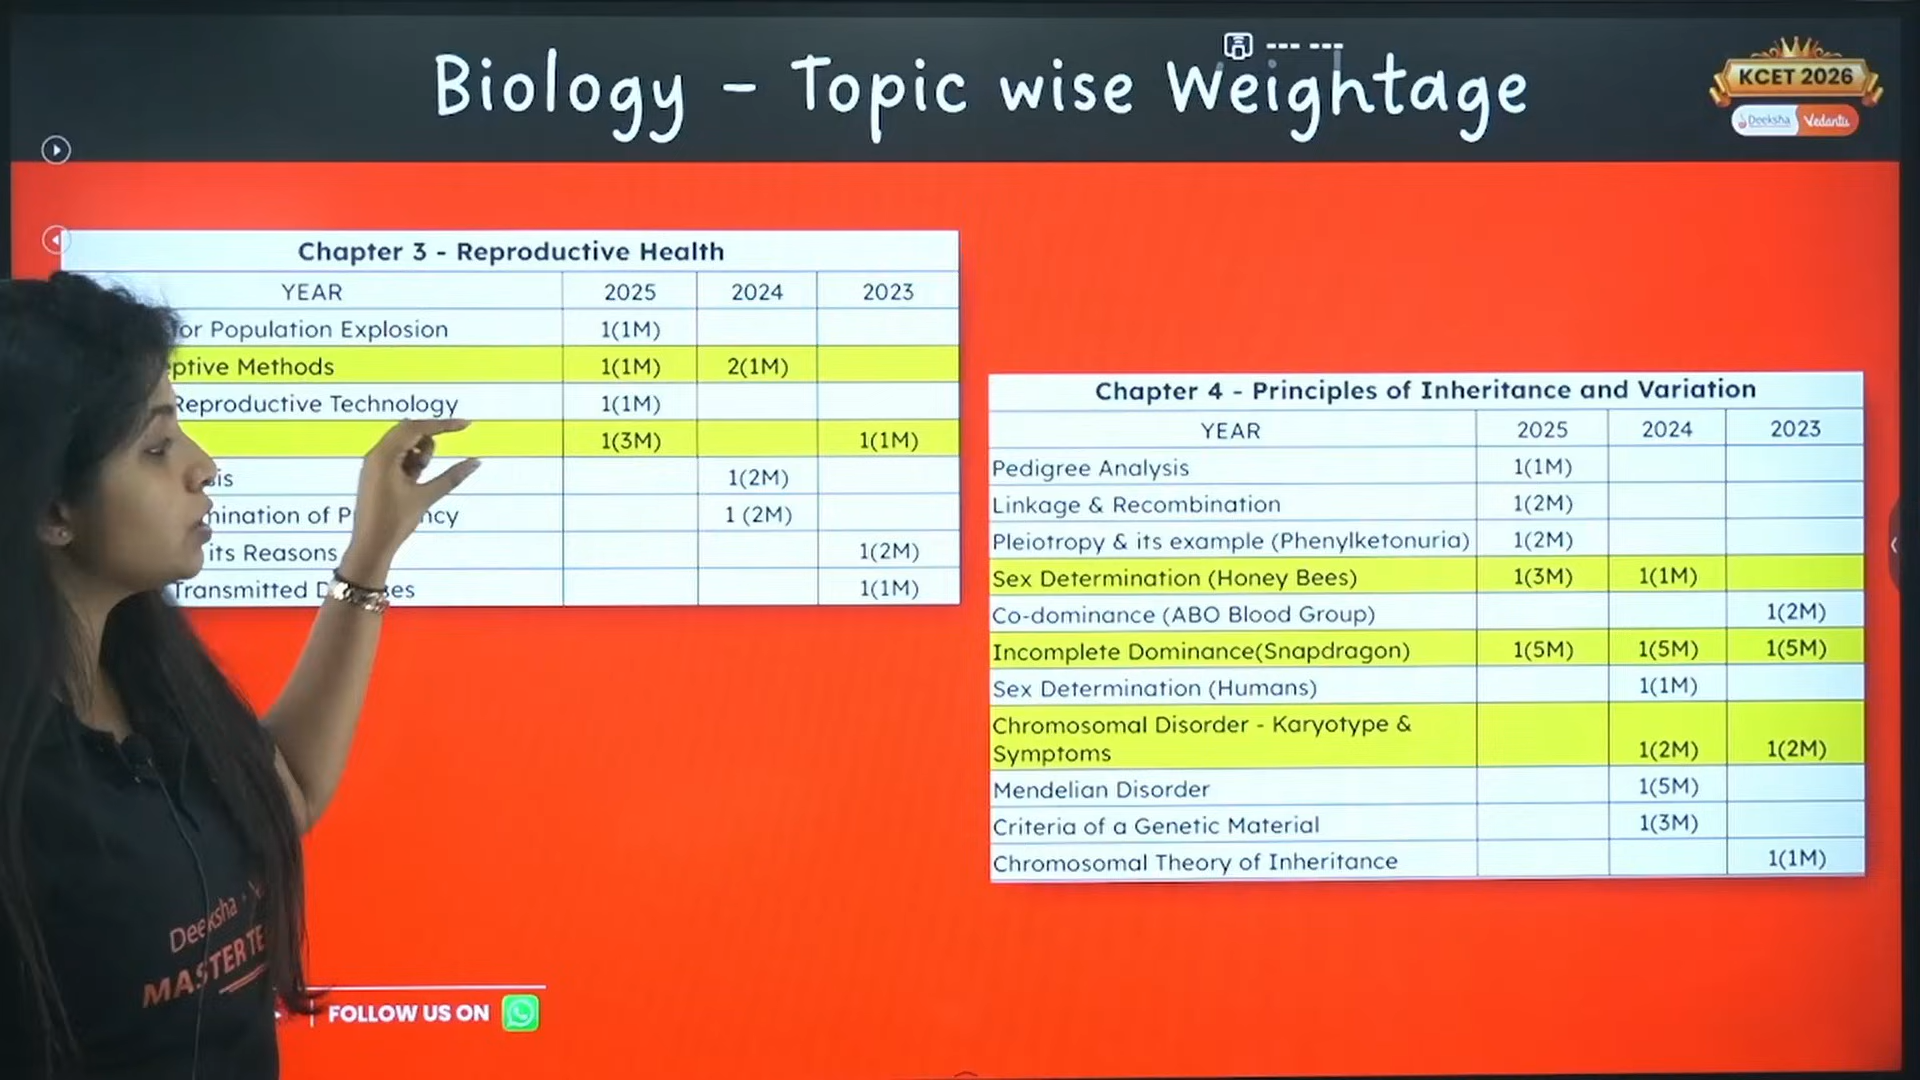 Biology - Topic wise Weightage
KCET 2026
Deeksha Vedantu
Chapter 3 - Reproductive Health
YEAR 2025 2024 2023
for Population Explosion 1(1M)
Methods 1(1M) 2(1M)
Reproductive Technology 1(1M)
1(3M) 1(1M)
1(2M)
of 1 (2M)
its Reasons 1(2M)
Transmitted 1(1M)
Chapter 4 - Principles of Inheritance and Variation
YEAR 2025 2024 2023
Pedigree Analysis 1(1M)
Linkage & Recombination 1(2M)
Pleiotropy & its example (Phenylketonuria) 1(2M)
Sex Determination (Honey Bees) 1(3M) 1(1M)
Co-dominance (ABO Blood Group) 1(2M)
Incomplete Dominance(Snapdragon) 1(5M) 1(5M) 1(5M)
Sex Determination (Humans) 1(1M)
Chromosomal Disorder - Karyotype &
Symptoms 1(2M) 1(2M)
Mendelian Disorder 1(5M)
Criteria of a Genetic Material 1(3M)
Chromosomal Theory of Inheritance 1(1M)
Deeksha
MASTER TE
FOLLOW US ON